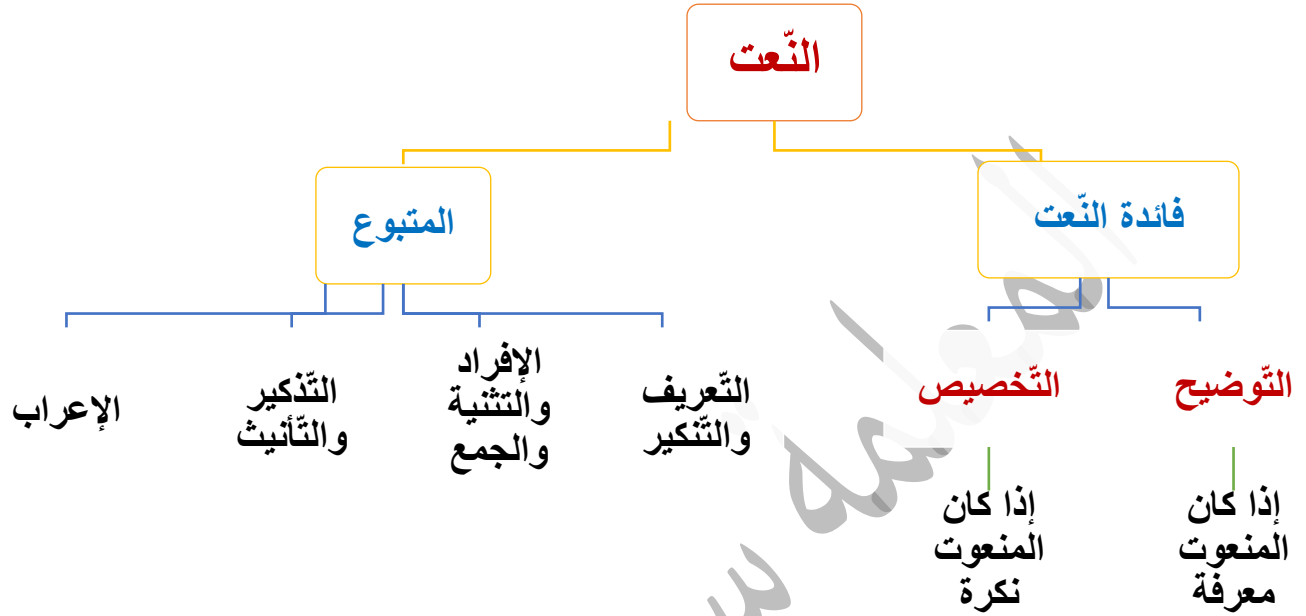 النّعت
فائدة النّعت
المتبوع
التّوضيح
التّخصيص
التّعريف
والتّنكير
الإفراد
والتثنية
والجمع
التّذكير
والتّأنيث
الإعراب
إذا كان
المنعوت
معرفة
إذا كان
المنعوت
نكرة
المعلمة